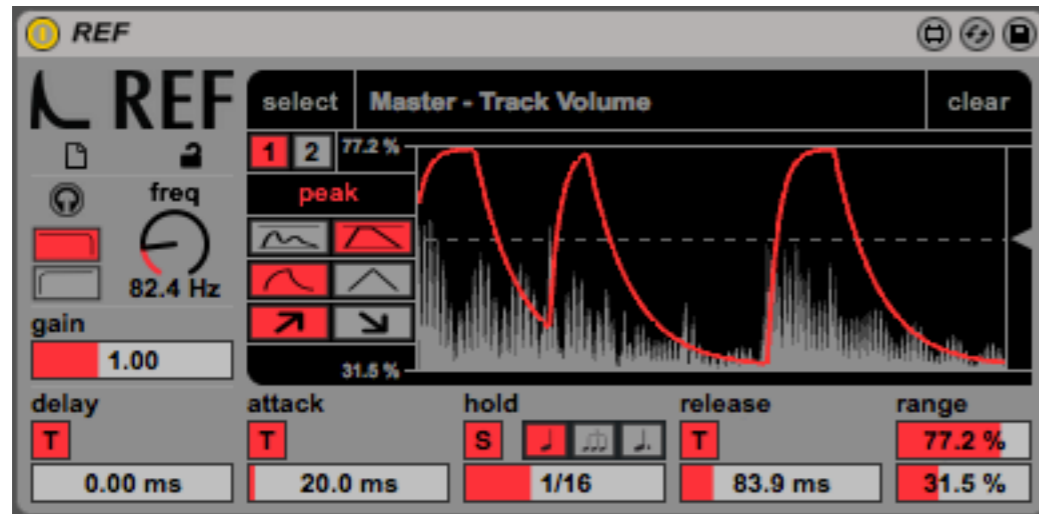 REF
REF
select Master - Track Volume clear
1 2 77.2 %
peak
freq
82.4 Hz
gain
1.00
31.5 %
delay attack hold release range
T T S T 77.2 %
0.00 ms 20.0 ms 1/16 83.9 ms 31.5 %